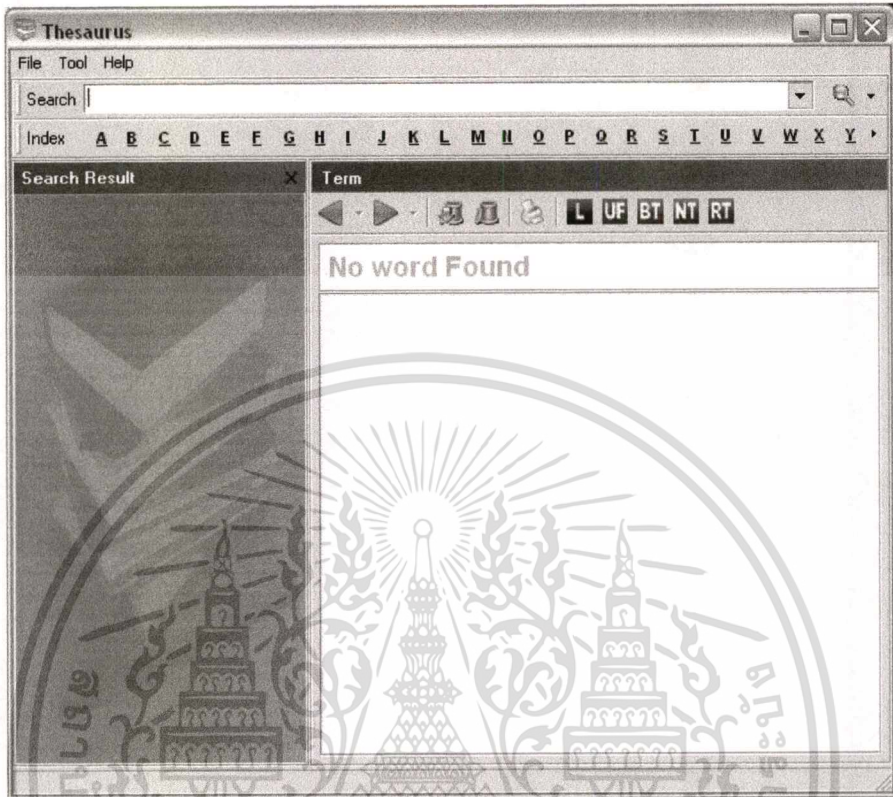 Thesaurus
File Tool Help
Search
Index A B C D E F G H I J K L M N O P Q R S T U V W X Y
Search Result Term
L UF BT NT RT
No word Found